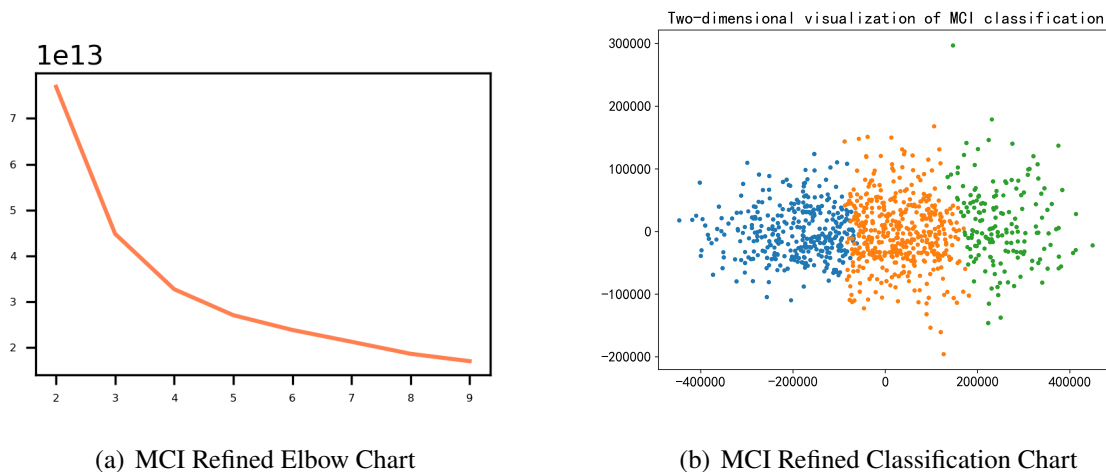 1e13
7
6
5
4
3
2
2 3 4 5 6 7 8 9
(a) MCI Refined Elbow Chart
Two-dimensional visualization of MCI classification
300000
200000
100000
0
−100000
−200000
−400000 −200000 0 200000 400000
(b) MCI Refined Classification Chart